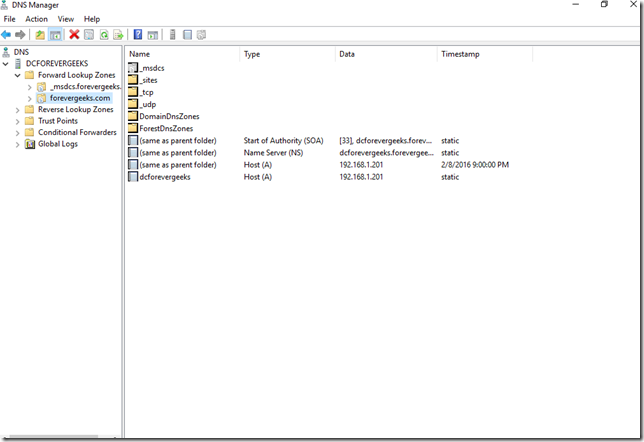 DNS Manager
File Action View Help
DNS
DCFOREVERGEEKS
Forward Lookup Zones
_msdcs.forevergeeks.
forevergeeks.com
Reverse Lookup Zones
Trust Points
Conditional Forwarders
Global Logs
Name Type Data Timestamp
_msdcs
_sites
_tcp
_udp
DomainDnsZones
ForestDnsZones
(same as parent folder) Start of Authority (SOA) [33], dcforevergeeks.forev... static
(same as parent folder) Name Server (NS) dcforevergeeks.forevergee... static
(same as parent folder) Host (A) 192.168.1.201 2/8/2016 9:00:00 PM
dcforevergeeks Host (A) 192.168.1.201 static